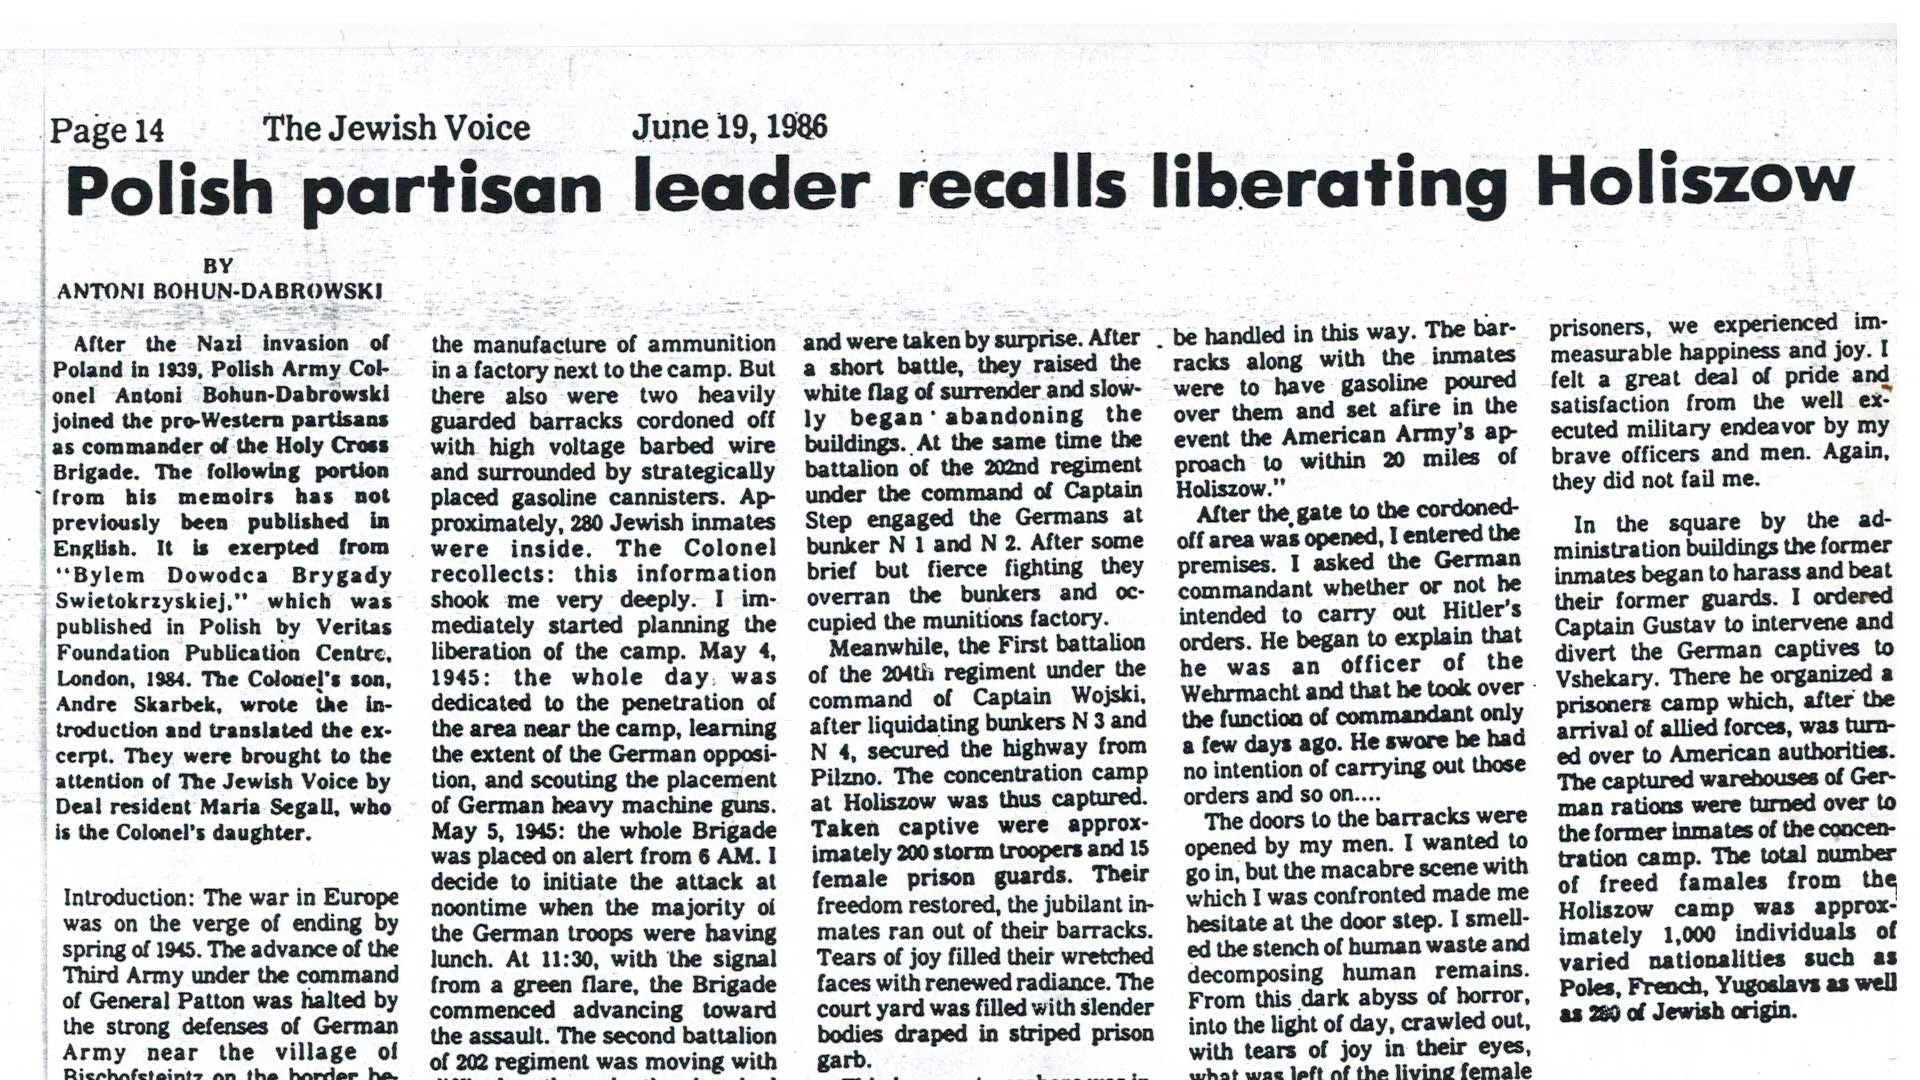 Page 14 The Jewish Voice June 19, 1986
Polish partisan leader recalls liberating Holiszow
BY
ANTONI BOHUN-DABROWSKI
After the Nazi invasion of
Poland in 1939, Polish Army Col-
onel Antoni Bohun-Dabrowski
joined the pro-Western partisans
as commander of the Holy Cross
Brigade. The following portion
from his memoirs has not
previously been published in
English. It is exerpted from
"Bylem Dowodca Brygady
Swietokrzyskiej," which was
published in Polish by Veritas
Foundation Publication Centre,
London, 1984. The Colonel's son,
Andre Skarbek, wrote the in-
troduction and translated the ex-
cerpt. They were brought to the
attention of The Jewish Voice by
Deal resident Maria Segall, who
is the Colonel's daughter.
Introduction: The war in Europe
was on the verge of ending by
spring of 1945. The advance of the
Third Army under the command
of General Patton was halted by
the strong defenses of German
Army near the village of
Bischofsteintz on the border be-
the manufacture of ammunition
in a factory next to the camp. But
there also were two heavily
guarded barracks cordoned off
with high voltage barbed wire
and surrounded by strategically
placed gasoline cannisters. Ap-
proximately, 280 Jewish inmates
were inside. The Colonel
recollects: this information
shook me very deeply. I im-
mediately started planning the
liberation of the camp. May 4,
1945: the whole day was
dedicated to the penetration of
the area near the camp, learning
the extent of the German opposi-
tion, and scouting the placement
of German heavy machine guns.
May 5, 1945: the whole Brigade
was placed on alert from 6 AM. I
decide to initiate the attack at
noontime when the majority of
the German troops were having
lunch. At 11:30, with the signal
from a green flare, the Brigade
commenced advancing toward
the assault. The second battalion
of 202 regiment was moving with
and were taken by surprise. After
a short battle, they raised the
white flag of surrender and slow-
ly began abandoning the
buildings. At the same time the
battalion of the 202nd regiment
under the command of Captain
Step engaged the Germans at
bunker N 1 and N 2. After some
brief but fierce fighting they
overran the bunkers and oc-
cupied the munitions factory.
Meanwhile, the First battalion
of the 204th regiment under the
command of Captain Wojski,
after liquidating bunkers N 3 and
N 4, secured the highway from
Pilzno. The concentration camp
at Holiszow was thus captured.
Taken captive were approx-
imately 200 storm troopers and 15
female prison guards. Their
freedom restored, the jubilant in-
mates ran out of their barracks.
Tears of joy filled their wretched
faces with renewed radiance. The
court yard was filled with slender
bodies draped in striped prison
garb.
be handled in this way. The bar-
racks along with the inmates
were to have gasoline poured
over them and set afire in the
event the American Army's ap-
proach to within 20 miles of
Holiszow."
After the gate to the cordoned-
off area was opened, I entered the
premises. I asked the German
commandant whether or not he
intended to carry out Hitler's
orders. He began to explain that
he was an officer of the
Wehrmacht and that he took over
the function of commandant only
a few days ago. He swore he had
no intention of carrying out those
orders and so on....
The doors to the barracks were
opened by my men. I wanted to
go in, but the macabre scene with
which I was confronted made me
hesitate at the door step. I smell-
ed the stench of human waste and
decomposing human remains.
From this dark abyss of horror,
into the light of day, crawled out,
with tears of joy in their eyes,
what was left of the living female
prisoners, we experienced im-
measurable happiness and joy. I
felt a great deal of pride and
satisfaction from the well ex-
ecuted military endeavor by my
brave officers and men. Again,
they did not fail me.
In the square by the ad-
ministration buildings the former
inmates began to harass and beat
their former guards. I ordered
Captain Gustav to intervene and
divert the German captives to
Vshekary. There he organized a
prisoners camp which, after the
arrival of allied forces, was turn-
ed over to American authorities.
The captured warehouses of Ger-
man rations were turned over to
the former inmates of the concen-
tration camp. The total number
of freed famales from the
Holiszow camp was approx-
imately 1,000 individuals of
varied nationalities such as
Poles, French, Yugoslavs as well
as 280 of Jewish origin.